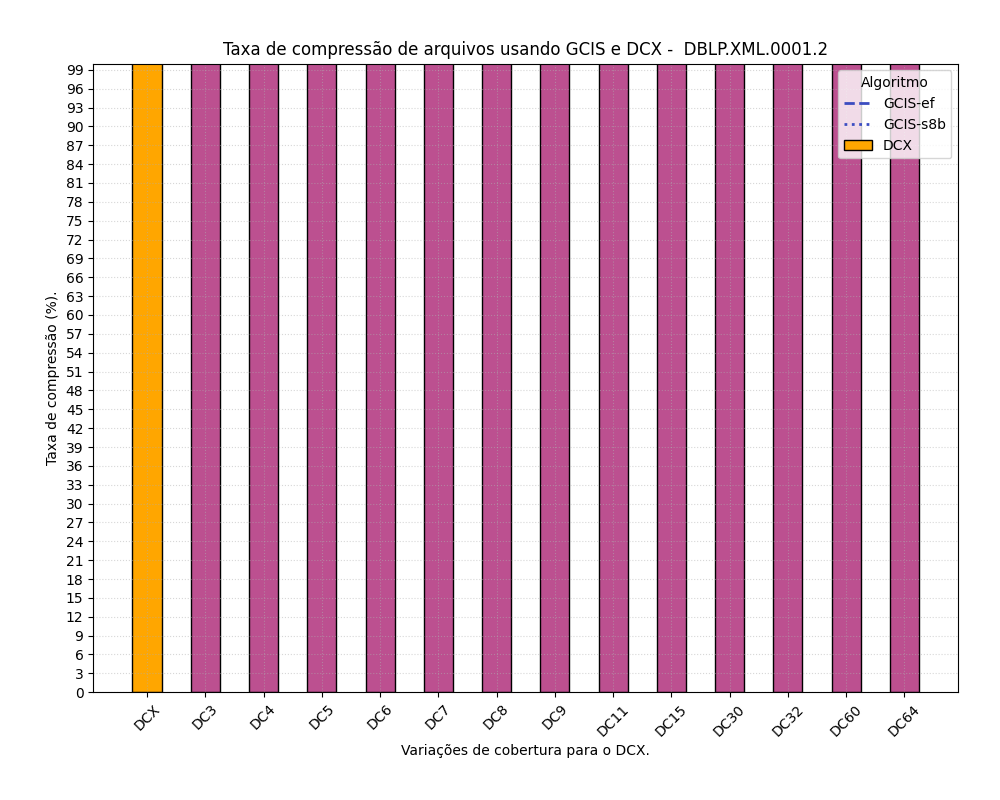 Taxa de compressão de arquivos usando GCIS e DCX -  DBLP.XML.0001.2
Algoritmo
GCIS-ef
GCIS-s8b
DCX
Taxa de compressão (%).
99
96
93
90
87
84
81
78
75
72
69
66
63
60
57
54
51
48
45
42
39
36
33
30
27
24
21
18
15
12
9
6
3
0
DCX
DC3
DC4
DC5
DC6
DC7
DC8
DC9
DC11
DC15
DC30
DC32
DC60
DC64
Variações de cobertura para o DCX.